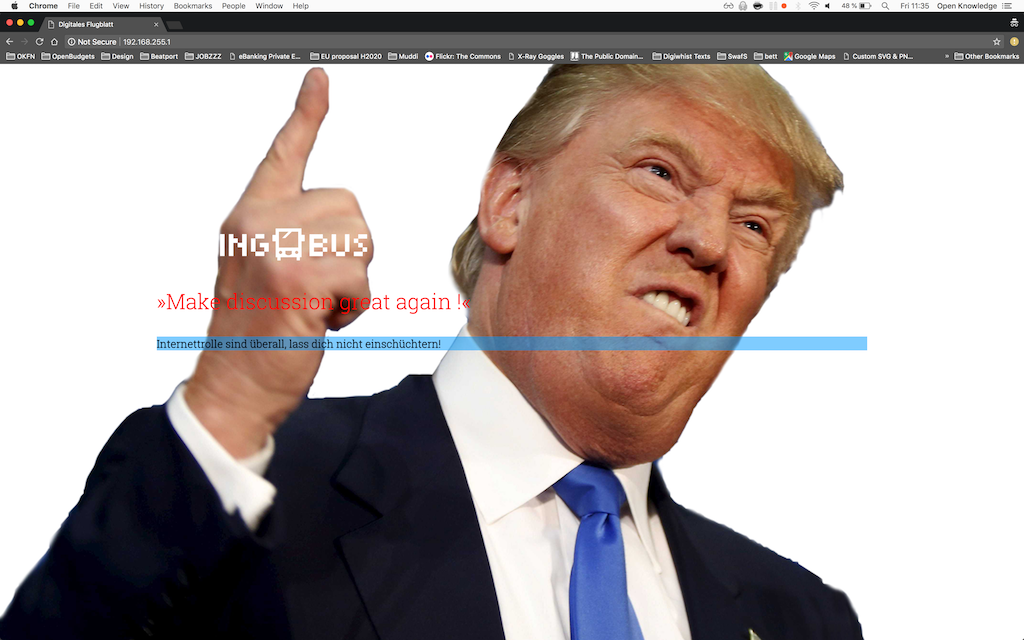 Chrome File Edit View History Bookmarks People Window Help 48 % Fri 11:35 Open Knowledge
Digitales Flugblatt
Not Secure 192.168.255.1
OKFN OpenBudgets Design Beatport JOBZZZ eBanking Private E... EU proposal H2020 Muddl Flickr: The Commons X-Ray Goggles The Public Domain... Digiwhist Texts SwafS bett Google Maps Custom SVG & PN... » Other Bookmarks
ING BUS
»Make discussion great again !«
Internettrolle sind überall, lass dich nicht einschüchtern!